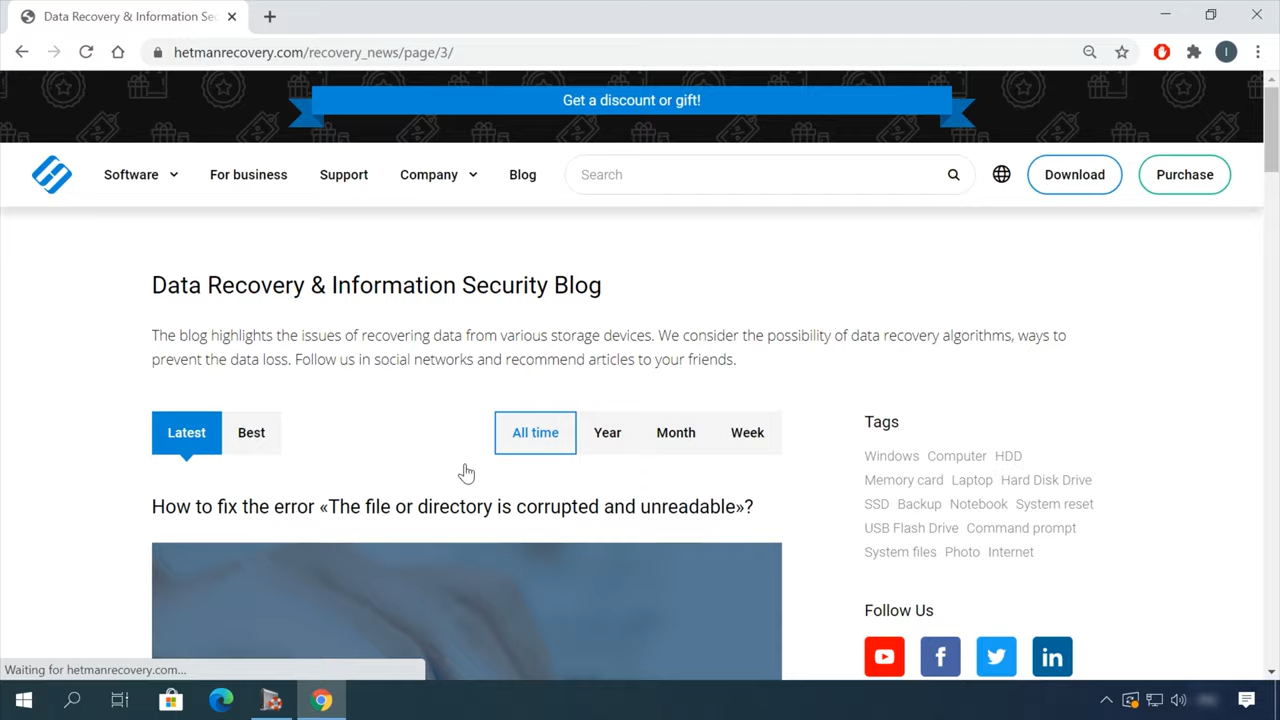 Data Recovery & Information Sec
hetmanrecovery.com/recovery_news/page/3/
I
Get a discount or gift!
Software
For business
Support
Company
Blog
Search
Download
Purchase
Data Recovery & Information Security Blog
The blog highlights the issues of recovering data from various storage devices. We consider the possibility of data recovery algorithms, ways to
prevent the data loss. Follow us in social networks and recommend articles to your friends.
Latest
Best
All time
Year
Month
Week
How to fix the error «The file or directory is corrupted and unreadable»?
Tags
Windows Computer HDD
Memory card Laptop Hard Disk Drive
SSD Backup Notebook System reset
USB Flash Drive Command prompt
System files Photo Internet
Follow Us
Waiting for hetmanrecovery.com...